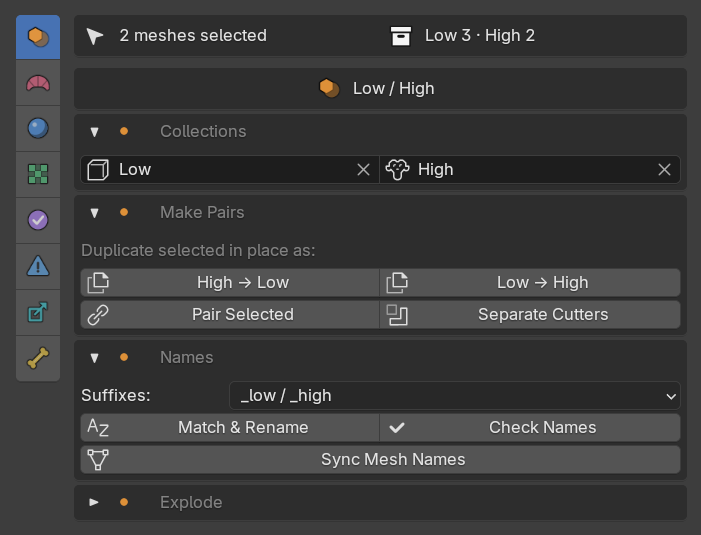 2 meshes selected Low 3 · High 2
Low / High
Collections
Low High
Make Pairs
Duplicate selected in place as:
High → Low Low → High
Pair Selected Separate Cutters
Names
Suffixes: _low / _high
AZ Match & Rename Check Names
Sync Mesh Names
Explode